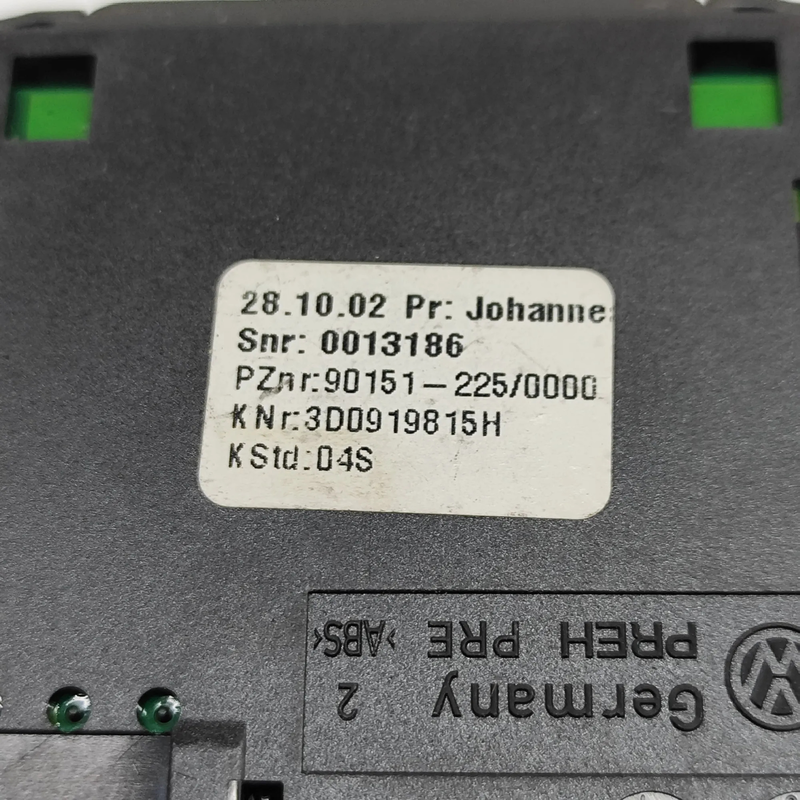 28.10.02 Pr: Johanne
Snr: 0013186
PZnr:90151-225/0000
KNr:3D0919815H
KStd:04S
PREH PRE >ABS<
Germany 2